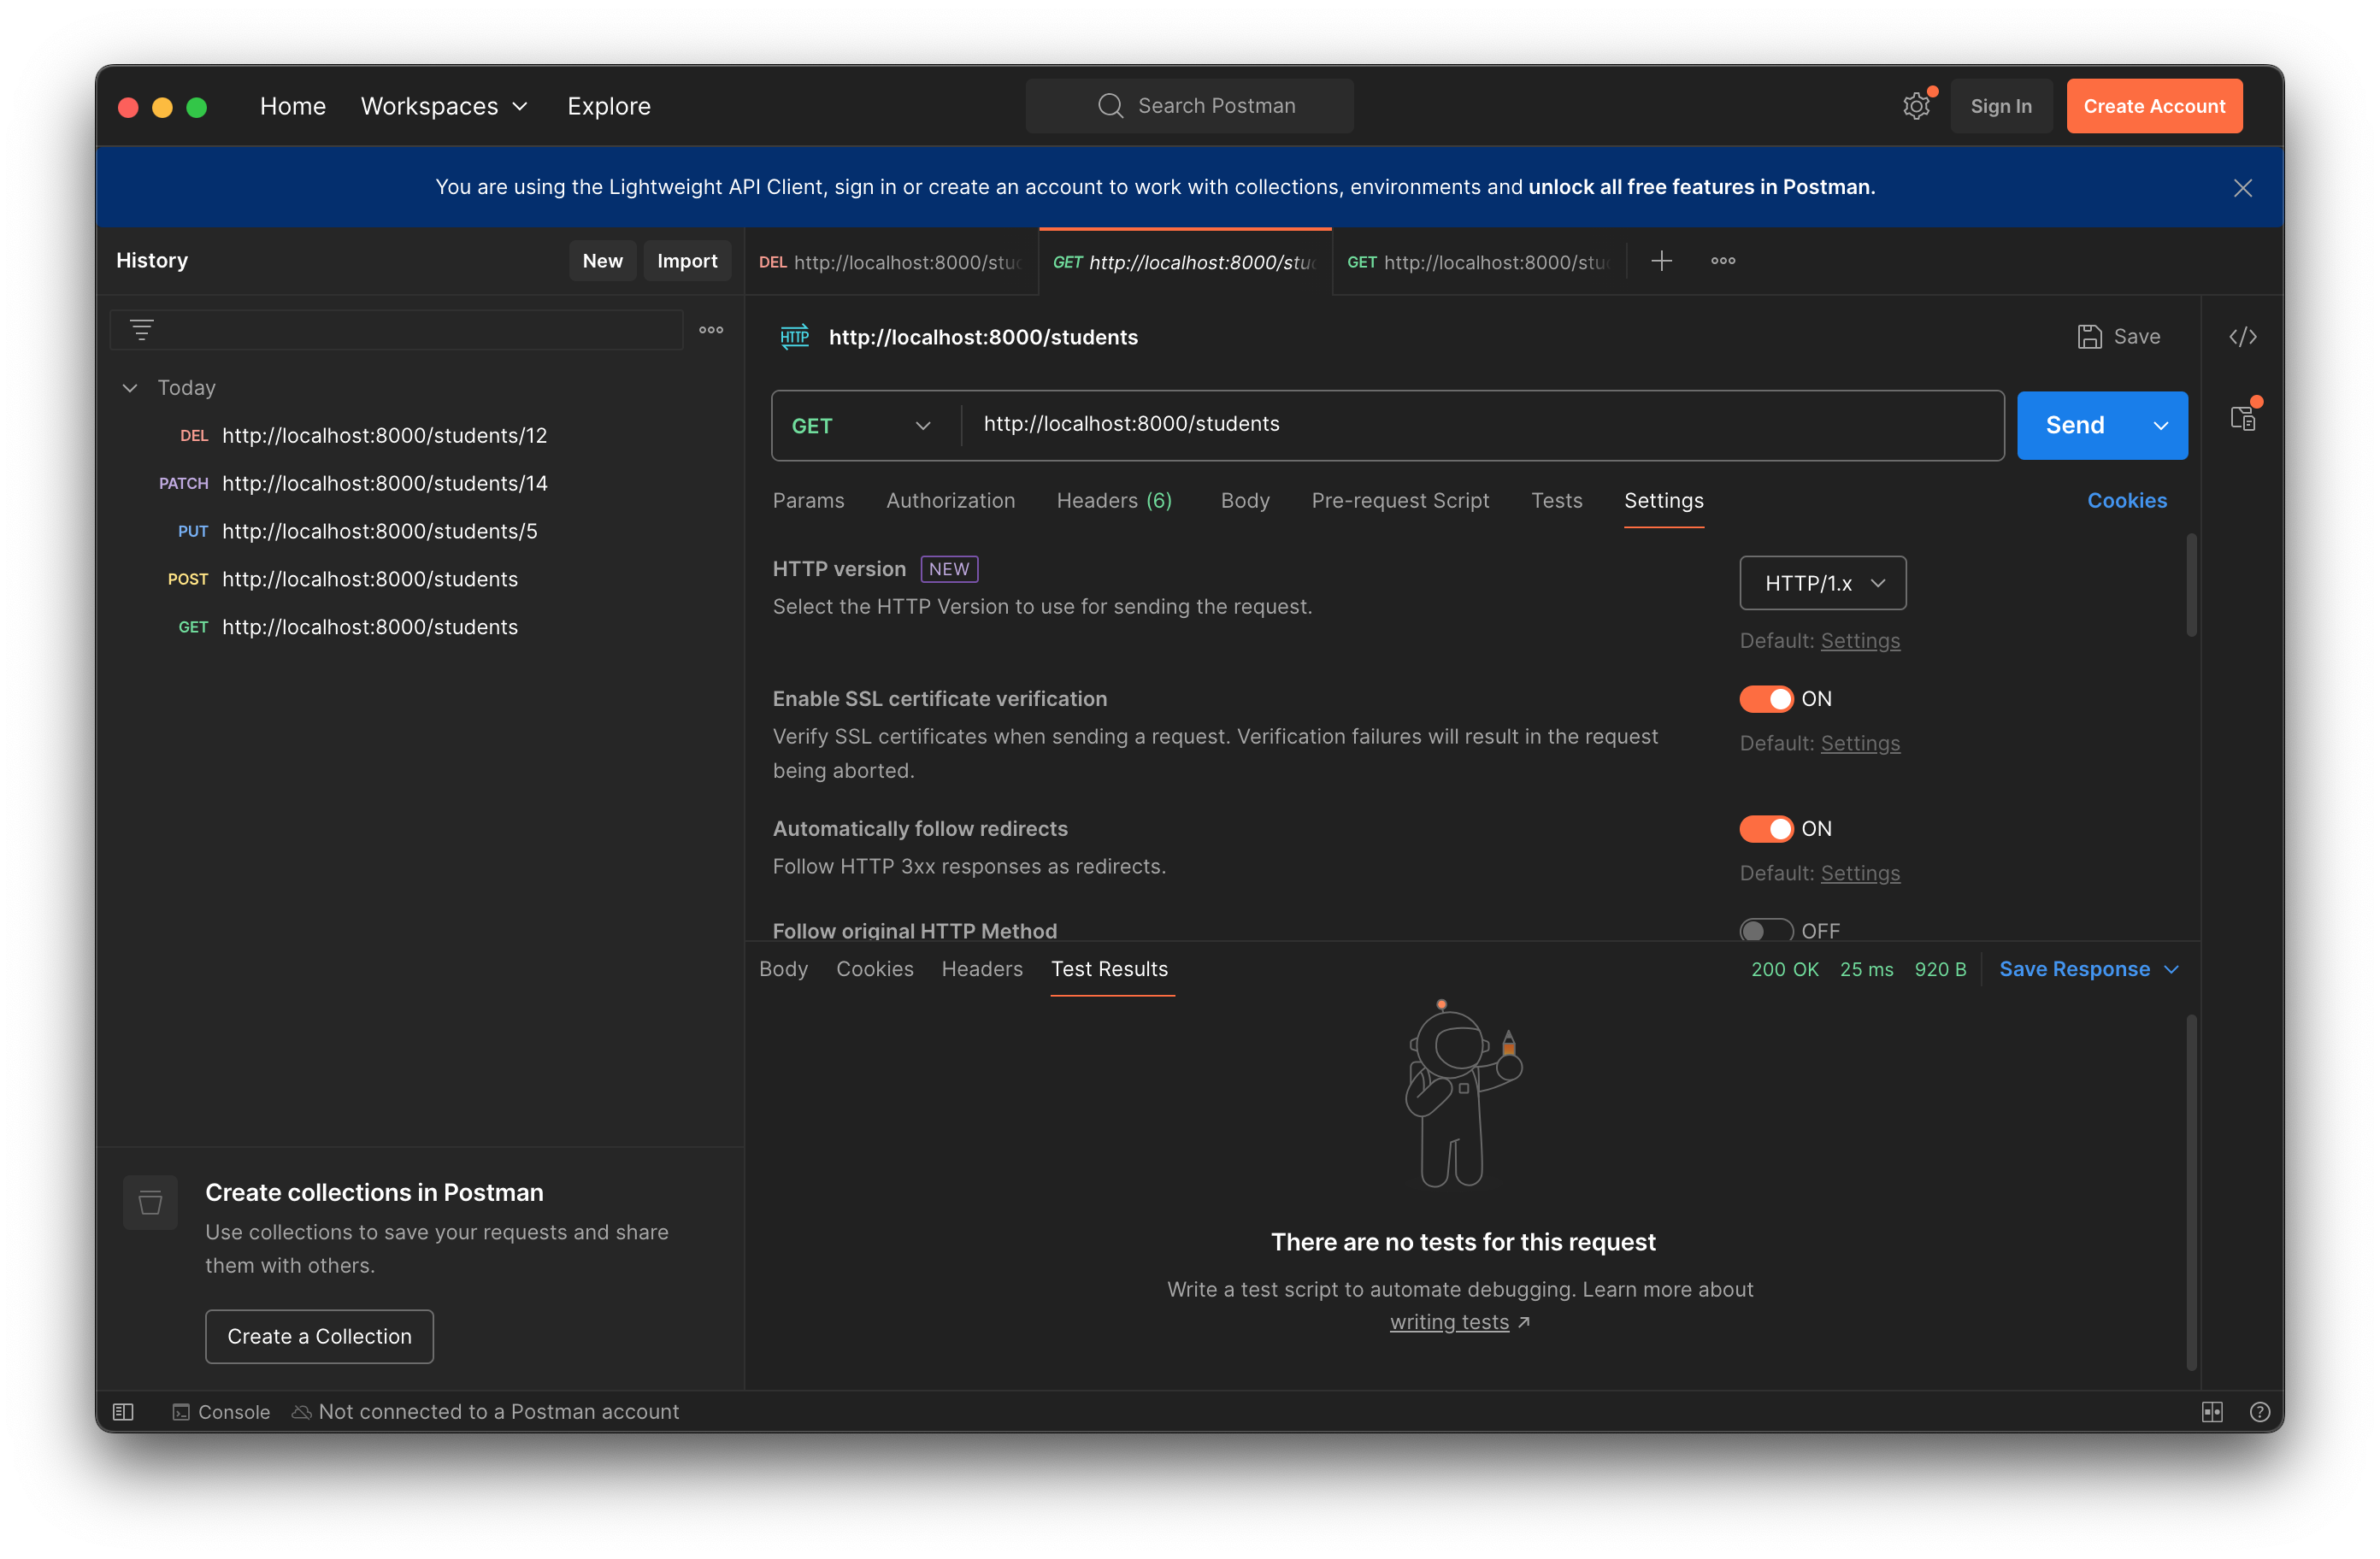 Home Workspaces Explore Search Postman Sign In Create Account
You are using the Lightweight API Client, sign in or create an account to work with collections, environments and unlock all free features in Postman.
History New Import
DEL http://localhost:8000/stu GET http://localhost:8000/stu GET http://localhost:8000/stu
HTTP http://localhost:8000/students Save
Today
DEL http://localhost:8000/students/12
PATCH http://localhost:8000/students/14
PUT http://localhost:8000/students/5
POST http://localhost:8000/students
GET http://localhost:8000/students
GET http://localhost:8000/students Send
Params Authorization Headers (6) Body Pre-request Script Tests Settings Cookies
HTTP version NEW
Select the HTTP Version to use for sending the request.
HTTP/1.x
Default: Settings
Enable SSL certificate verification
ON
Verify SSL certificates when sending a request. Verification failures will result in the request
being aborted.
Default: Settings
Automatically follow redirects
ON
Follow HTTP 3xx responses as redirects.
Default: Settings
Follow original HTTP Method
OFF
Body Cookies Headers Test Results 200 OK 25 ms 920 B Save Response
There are no tests for this request
Write a test script to automate debugging. Learn more about
writing tests ↗
Create collections in Postman
Use collections to save your requests and share
them with others.
Create a Collection
Console Not connected to a Postman account